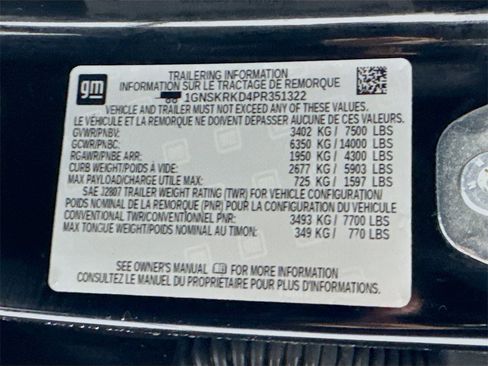 gm
TRAILERING INFORMATION
INFORMATION SUR LE TRACTAGE DE REMORQUE
1GNSKRKD4PR351322
VEHICLE AND TRAILER MUST NOT EXCEED ANY OF THESE VALUES.
LE VÉHICULE ET LA REMORQUE NE DOIVENT DÉPASSER AUCUNE DE CES VALEURS.
GVWR/PNBV: 3402 KG / 7500 LBS
GCWR/PNBC: 6350 KG / 14000 LBS
RGAWR/PNBE ARR: 1950 KG / 4300 LBS
CURB WEIGHT/POIDS À VIDE: 2677 KG / 5903 LBS
MAX PAYLOAD/CHARGE UTILE MAX: 725 KG / 1597 LBS
SAE J2807 TRAILER WEIGHT RATING (TWR) FOR VEHICLE CONFIGURATION/
POIDS NOMINAL DE LA REMORQUE (PNR) POUR LA CONFIGURATION DU VÉHICULE
CONVENTIONAL TWR/CONVENTIONNEL PNR: 3493 KG / 7700 LBS
MAX TONGUE WEIGHT/POIDS NOMINAL AU TIMON: 349 KG / 770 LBS
SEE OWNER'S MANUAL FOR MORE INFORMATION
CONSULTEZ LE MANUEL DU PROPRIÉTAIRE POUR PLUS D'INFORMATION.